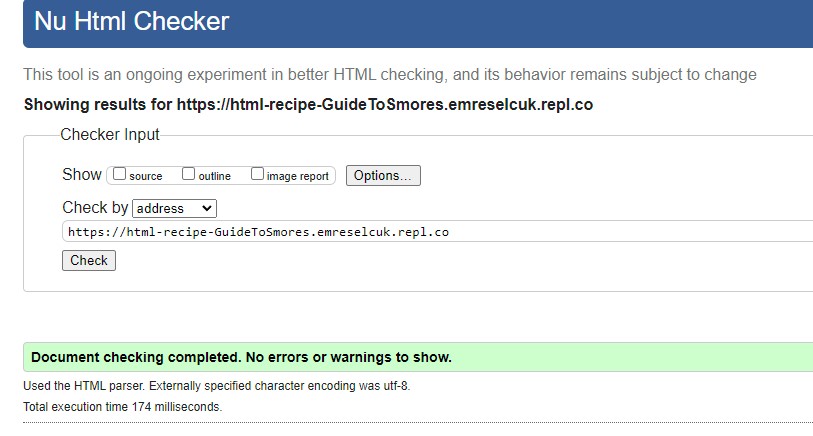 Nu Html Checker
This tool is an ongoing experiment in better HTML checking, and its behavior remains subject to change
Showing results for https://html-recipe-GuideToSmores.emreselcuk.repl.co
Checker Input
Show source outline image report Options...
Check by address
https://html-recipe-GuideToSmores.emreselcuk.repl.co
Check
Document checking completed. No errors or warnings to show.
Used the HTML parser. Externally specified character encoding was utf-8.
Total execution time 174 milliseconds.